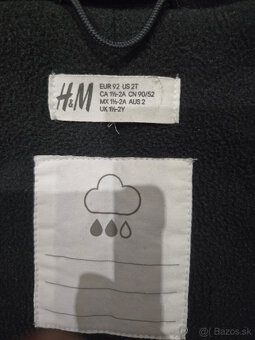 H&M
EUR 92 US 2T
CA 1½-2A CN 90/52
MX 1½-2A AUS 2
UK 1½-2Y
Bazos.sk